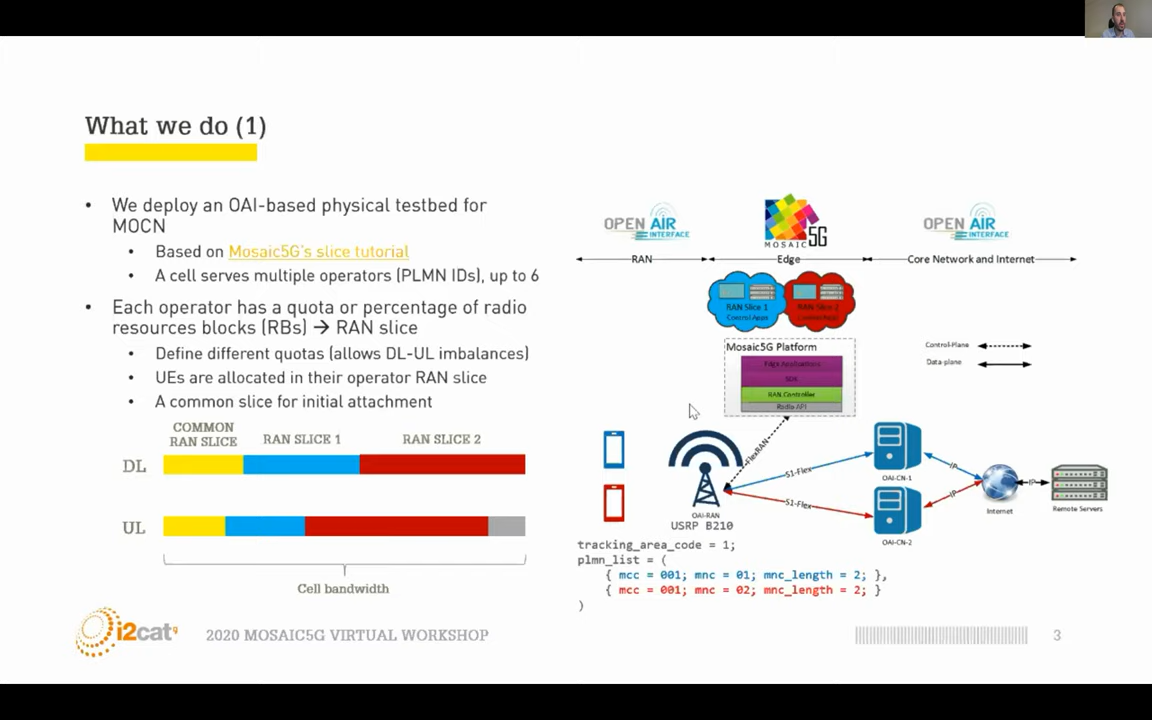 What we do (1)
• We deploy an OAI-based physical testbed for
MOCN
• Based on Mosaic5G's slice tutorial
• A cell serves multiple operators (PLMN IDs), up to 6
• Each operator has a quota or percentage of radio
resources blocks (RBs) → RAN slice
• Define different quotas (allows DL-UL imbalances)
• UEs are allocated in their operator RAN slice
• A common slice for initial attachment
COMMON
RAN SLICE
RAN SLICE 1
RAN SLICE 2
DL
UL
Cell bandwidth
OPEN AIR
INTERFACE
MOSAIC 5G
OPEN AIR
INTERFACE
RAN
Edge
Core Network and Internet
RAN Slice 1
Control Apps
RAN Slice 2
Control Apps
Mosaic5G Platform
Edge Applications
SDK
RAN Controller
Radio API
Control-Plane
Data-plane
FlexRAN
S1-Flex
S1-Flex
OAI-CN-1
OAI-CN-2
IP
IP
IP
Internet
Remote Servers
OAI-RAN
USRP B210
tracking_area_code = 1;
plmn_list = (
{ mcc = 001; mnc = 01; mnc_length = 2; },
{ mcc = 001; mnc = 02; mnc_length = 2; }
)
i2cat
2020 MOSAIC5G VIRTUAL WORKSHOP
3